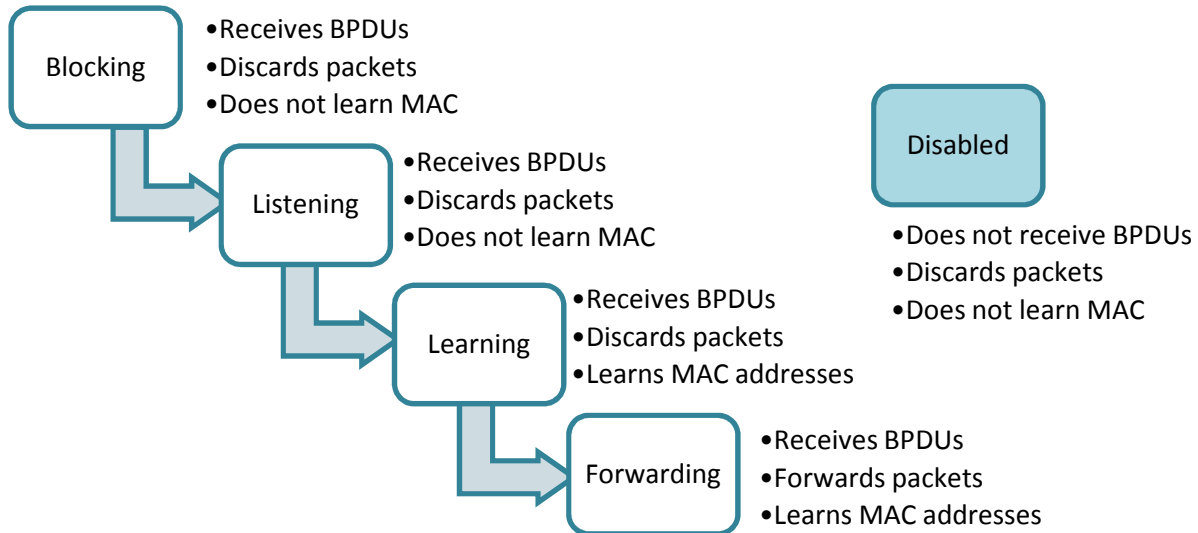 Blocking
•Receives BPDUs
•Discards packets
•Does not learn MAC
Listening
•Receives BPDUs
•Discards packets
•Does not learn MAC
Learning
•Receives BPDUs
•Discards packets
•Learns MAC addresses
Forwarding
•Receives BPDUs
•Forwards packets
•Learns MAC addresses
Disabled
•Does not receive BPDUs
•Discards packets
•Does not learn MAC